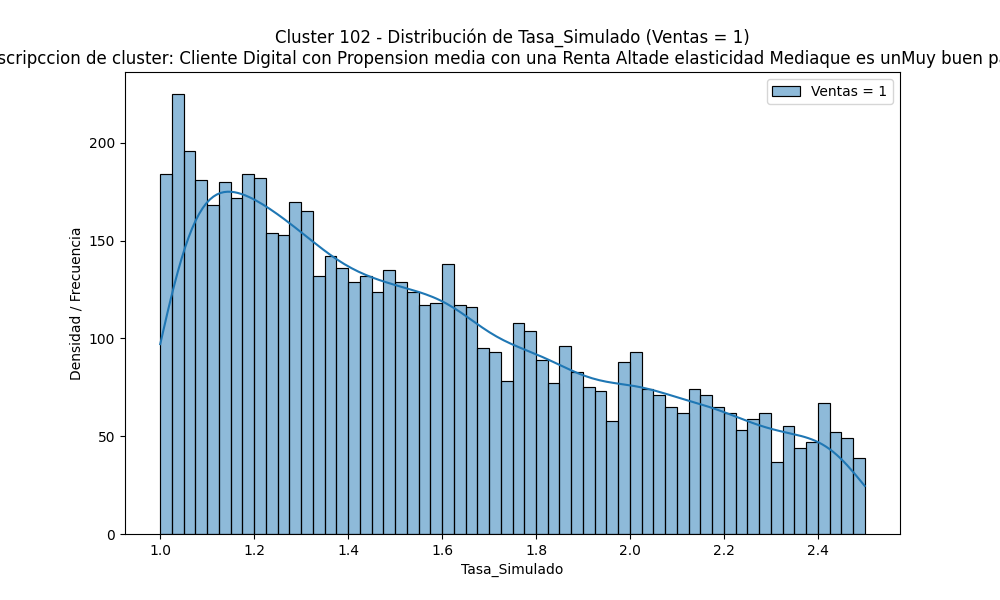 Cluster 102 - Distribución de Tasa_Simulado (Ventas = 1)
scripccion de cluster: Cliente Digital con Propension media con una Renta Altade elasticidad Mediaque es unMuy buen p
Ventas = 1
Densidad / Frecuencia
200
150
100
50
0
1.0 1.2 1.4 1.6 1.8 2.0 2.2 2.4
Tasa_Simulado